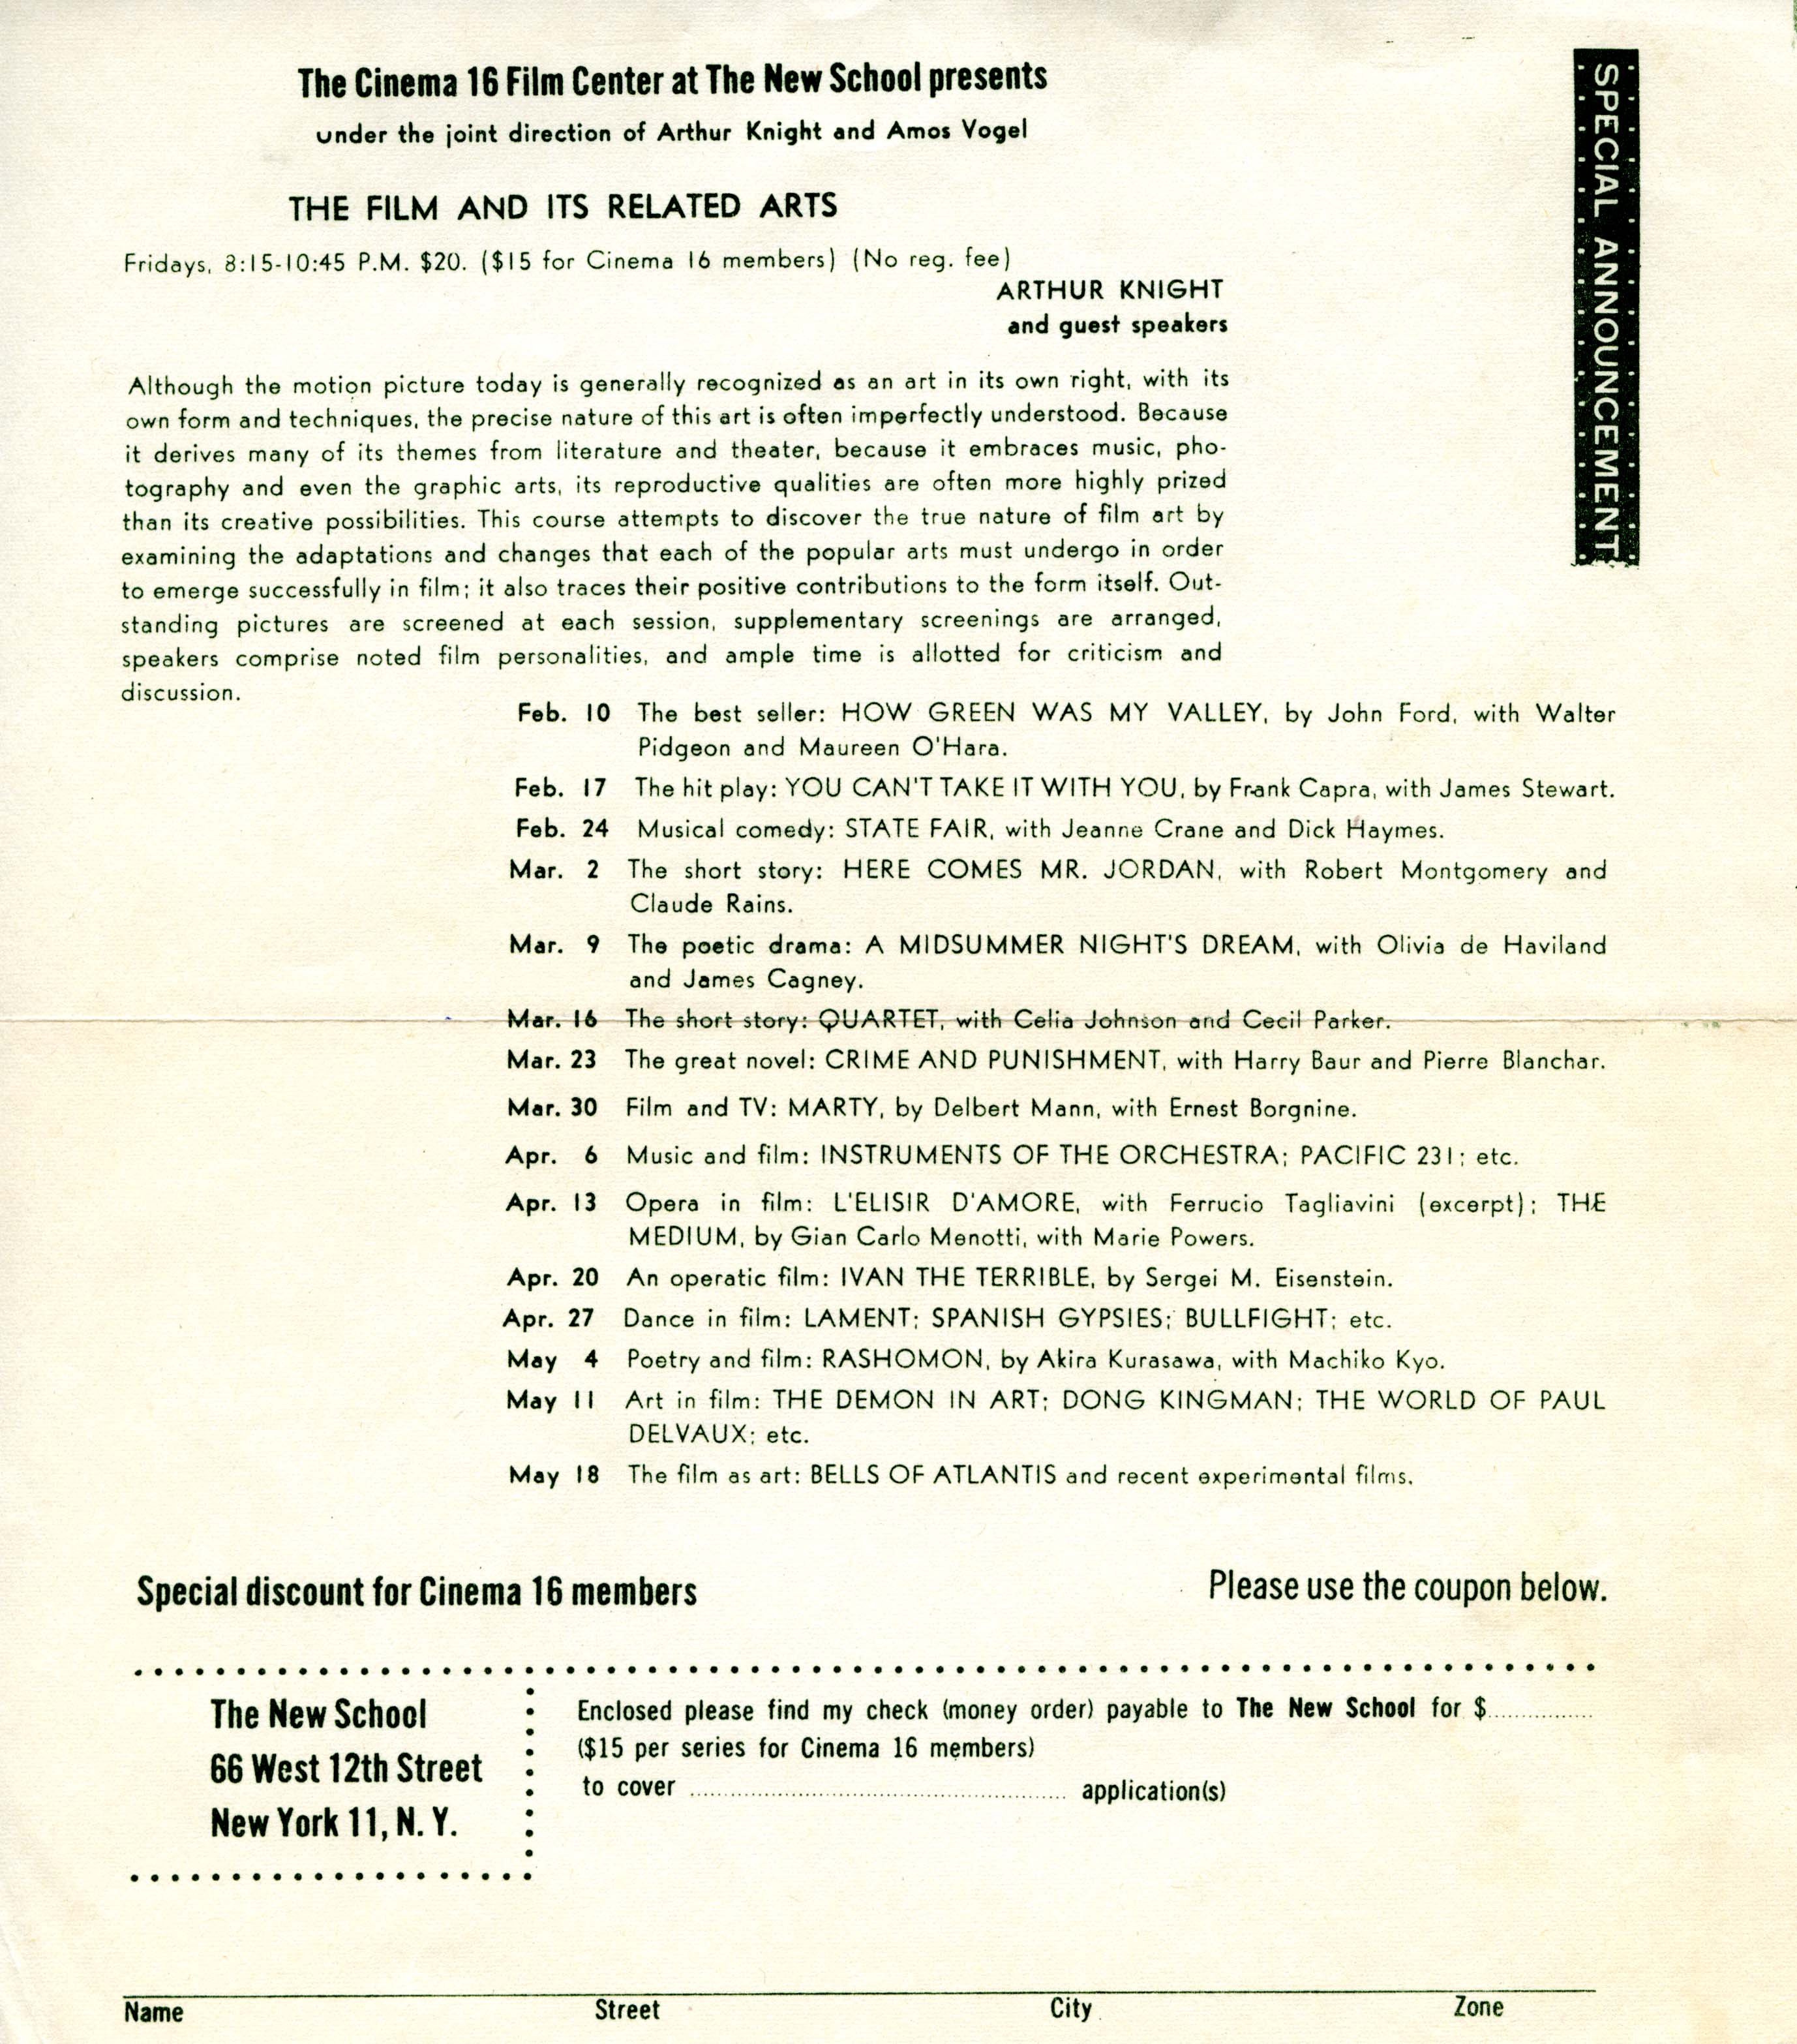 The Cinema 16 Film Center at The New School presents
under the joint direction of Arthur Knight and Amos Vogel
SPECIAL ANNOUNCEMENT
THE FILM AND ITS RELATED ARTS
Fridays, 8:15-10:45 P.M. $20. ($15 for Cinema 16 members) (No reg. fee)
ARTHUR KNIGHT
and guest speakers
Although the motion picture today is generally recognized as an art in its own right, with its
own form and techniques, the precise nature of this art is often imperfectly understood. Because
it derives many of its themes from literature and theater, because it embraces music, pho-
tography and even the graphic arts, its reproductive qualities are often more highly prized
than its creative possibilities. This course attempts to discover the true nature of film art by
examining the adaptations and changes that each of the popular arts must undergo in order
to emerge successfully in film; it also traces their positive contributions to the form itself. Out-
standing pictures are screened at each session, supplementary screenings are arranged,
speakers comprise noted film personalities, and ample time is allotted for criticism and
discussion.
Feb. 10 The best seller: HOW GREEN WAS MY VALLEY, by John Ford, with Walter
Pidgeon and Maureen O'Hara.
Feb. 17 The hit play: YOU CAN'T TAKE IT WITH YOU, by Frank Capra, with James Stewart.
Feb. 24 Musical comedy: STATE FAIR, with Jeanne Crane and Dick Haymes.
Mar. 2 The short story: HERE COMES MR. JORDAN, with Robert Montgomery and
Claude Rains.
Mar. 9 The poetic drama: A MIDSUMMER NIGHT'S DREAM, with Olivia de Haviland
and James Cagney.
Mar. 16 The short story: QUARTET, with Celia Johnson and Cecil Parker.
Mar. 23 The great novel: CRIME AND PUNISHMENT, with Harry Baur and Pierre Blanchar.
Mar. 30 Film and TV: MARTY, by Delbert Mann, with Ernest Borgnine.
Apr. 6 Music and film: INSTRUMENTS OF THE ORCHESTRA; PACIFIC 231; etc.
Apr. 13 Opera in film: L'ELISIR D'AMORE, with Ferrucio Tagliavini (excerpt); THE
MEDIUM, by Gian Carlo Menotti, with Marie Powers.
Apr. 20 An operatic film: IVAN THE TERRIBLE, by Sergei M. Eisenstein.
Apr. 27 Dance in film: LAMENT; SPANISH GYPSIES; BULLFIGHT; etc.
May 4 Poetry and film: RASHOMON, by Akira Kurasawa, with Machiko Kyo.
May 11 Art in film: THE DEMON IN ART; DONG KINGMAN; THE WORLD OF PAUL
DELVAUX; etc.
May 18 The film as art: BELLS OF ATLANTIS and recent experimental films.
Special discount for Cinema 16 members Please use the coupon below.
The New School
66 West 12th Street
New York 11, N. Y.
Enclosed please find my check (money order) payable to The New School for $...............
($15 per series for Cinema 16 members)
to cover ...................................................... application(s)
Name Street City Zone